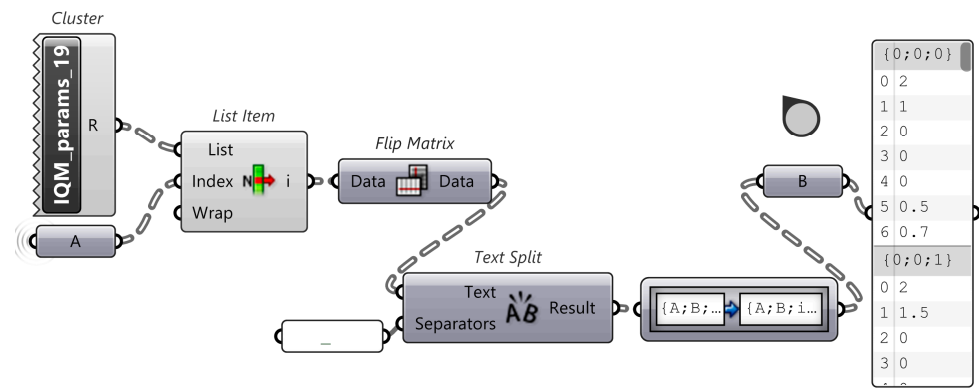 Cluster
IQM_params_19
R
A
List Item
List
Index
Wrap
N
i
Flip Matrix
Data
Data
Text Split
Text
Separators
AB
Result
_
{A;B;...
{A;B;i...
B
{0;0;0}
0 2
1 1
2 0
3 0
4 0
5 0.5
6 0.7
{0;0;1}
0 2
1 1.5
2 0
3 0